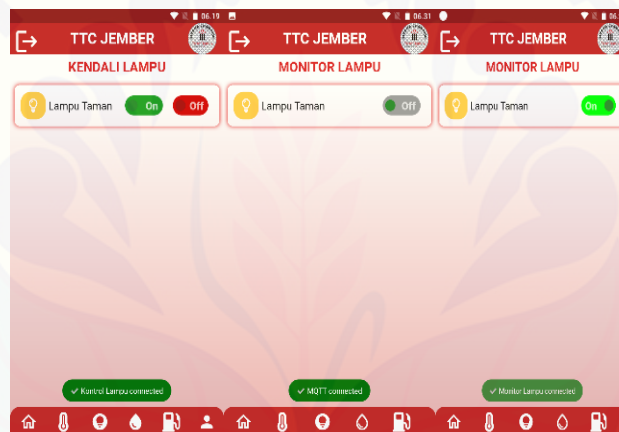 06.19
TTC JEMBER
KENDALI LAMPU
Lampu Taman On Off
✓ Kontrol Lampu connected
06.31
TTC JEMBER
MONITOR LAMPU
Lampu Taman Off
✓ MQTT connected
TTC JEMBER
MONITOR LAMPU
Lampu Taman On
✓ Monitor Lampu connected